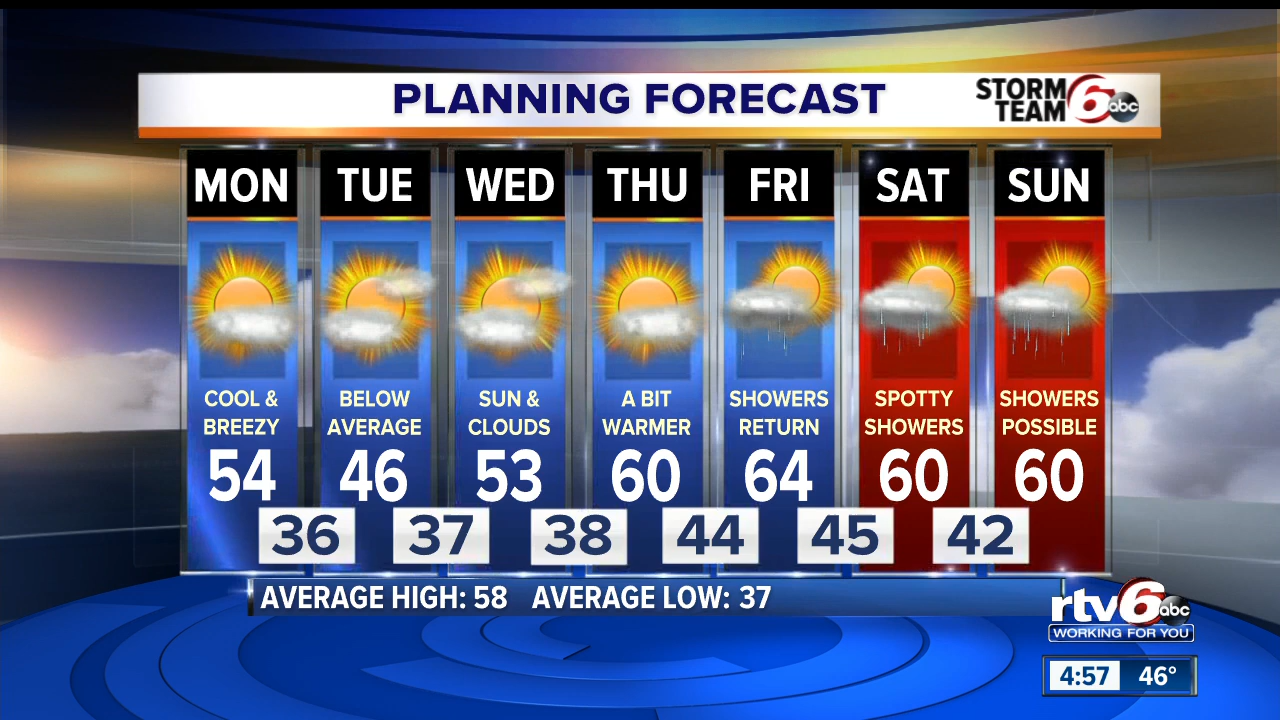 PLANNING FORECAST
STORM
TEAM 6 abc
MON TUE WED THU FRI SAT SUN
COOL &
BREEZY
BELOW
AVERAGE
SUN &
CLOUDS
A BIT
WARMER
SHOWERS
RETURN
SPOTTY
SHOWERS
SHOWERS
POSSIBLE
54 46 53 60 64 60 60
36 37 38 44 45 42
AVERAGE HIGH: 58 AVERAGE LOW: 37
rtv6 abc
WORKING FOR YOU
4:57 46°